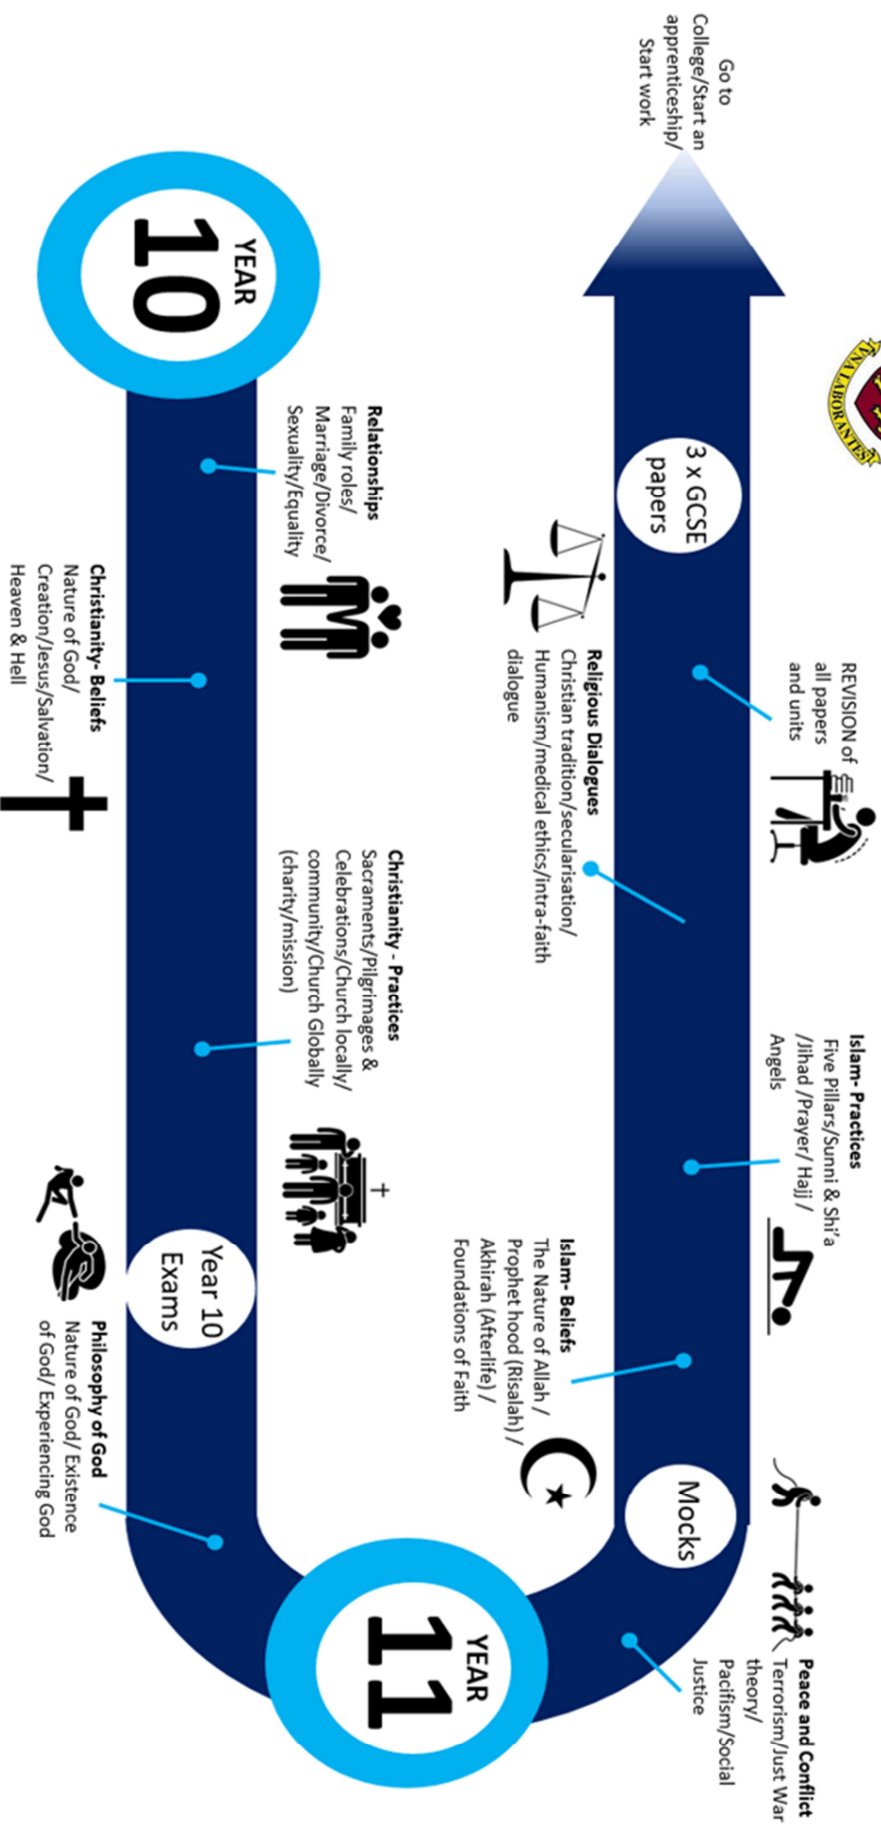 Go to
College/Start an
apprenticeship/
Start work
3 x GCSE
papers
REVISION of
all papers
and units
Religious Dialogues
Christian tradition/secularisation/
Humanism/medical ethics/intra-faith
dialogue
Islam- Practices
Five Pillars/Sunni & Shi’a
/Jihad /Prayer/ Hajj /
Angels
Islam- Beliefs
The Nature of Allah /
Prophet hood (Risalah) /
Akhirah (Afterlife) /
Foundations of Faith
Mocks
Peace and Conflict
Terrorism/Just War
theory/
Pacifism/Social
Justice
YEAR
11
YEAR
10
Relationships
Family roles/
Marriage/Divorce/
Sexuality/Equality
Christianity- Beliefs
Nature of God/
Creation/Jesus/Salvation/
Heaven & Hell
Christianity - Practices
Sacraments/Pilgrimages &
Celebrations/Church locally/
community/Church Globally
(charity/mission)
Year 10
Exams
Philosophy of God
Nature of God/ Existence
of God/ Experiencing God
LABORANTES